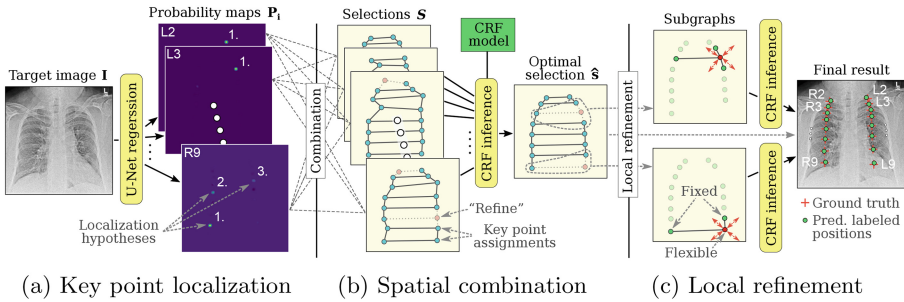 Target image I
U-Net regression
Probability maps Pi
L2
1.
L3
1.
R9
2.
3.
1.
Localization
hypotheses
Combination
Selections S
CRF
model
CRF inference
"Refine"
Key point
assignments
Optimal
selection ŝ
Local refinement
Subgraphs
CRF inference
Fixed
Flexible
CRF inference
Final result
L
R2
R3
R9
L2
L3
L9
Ground truth
Pred. labeled
positions
(a) Key point localization
(b) Spatial combination
(c) Local refinement